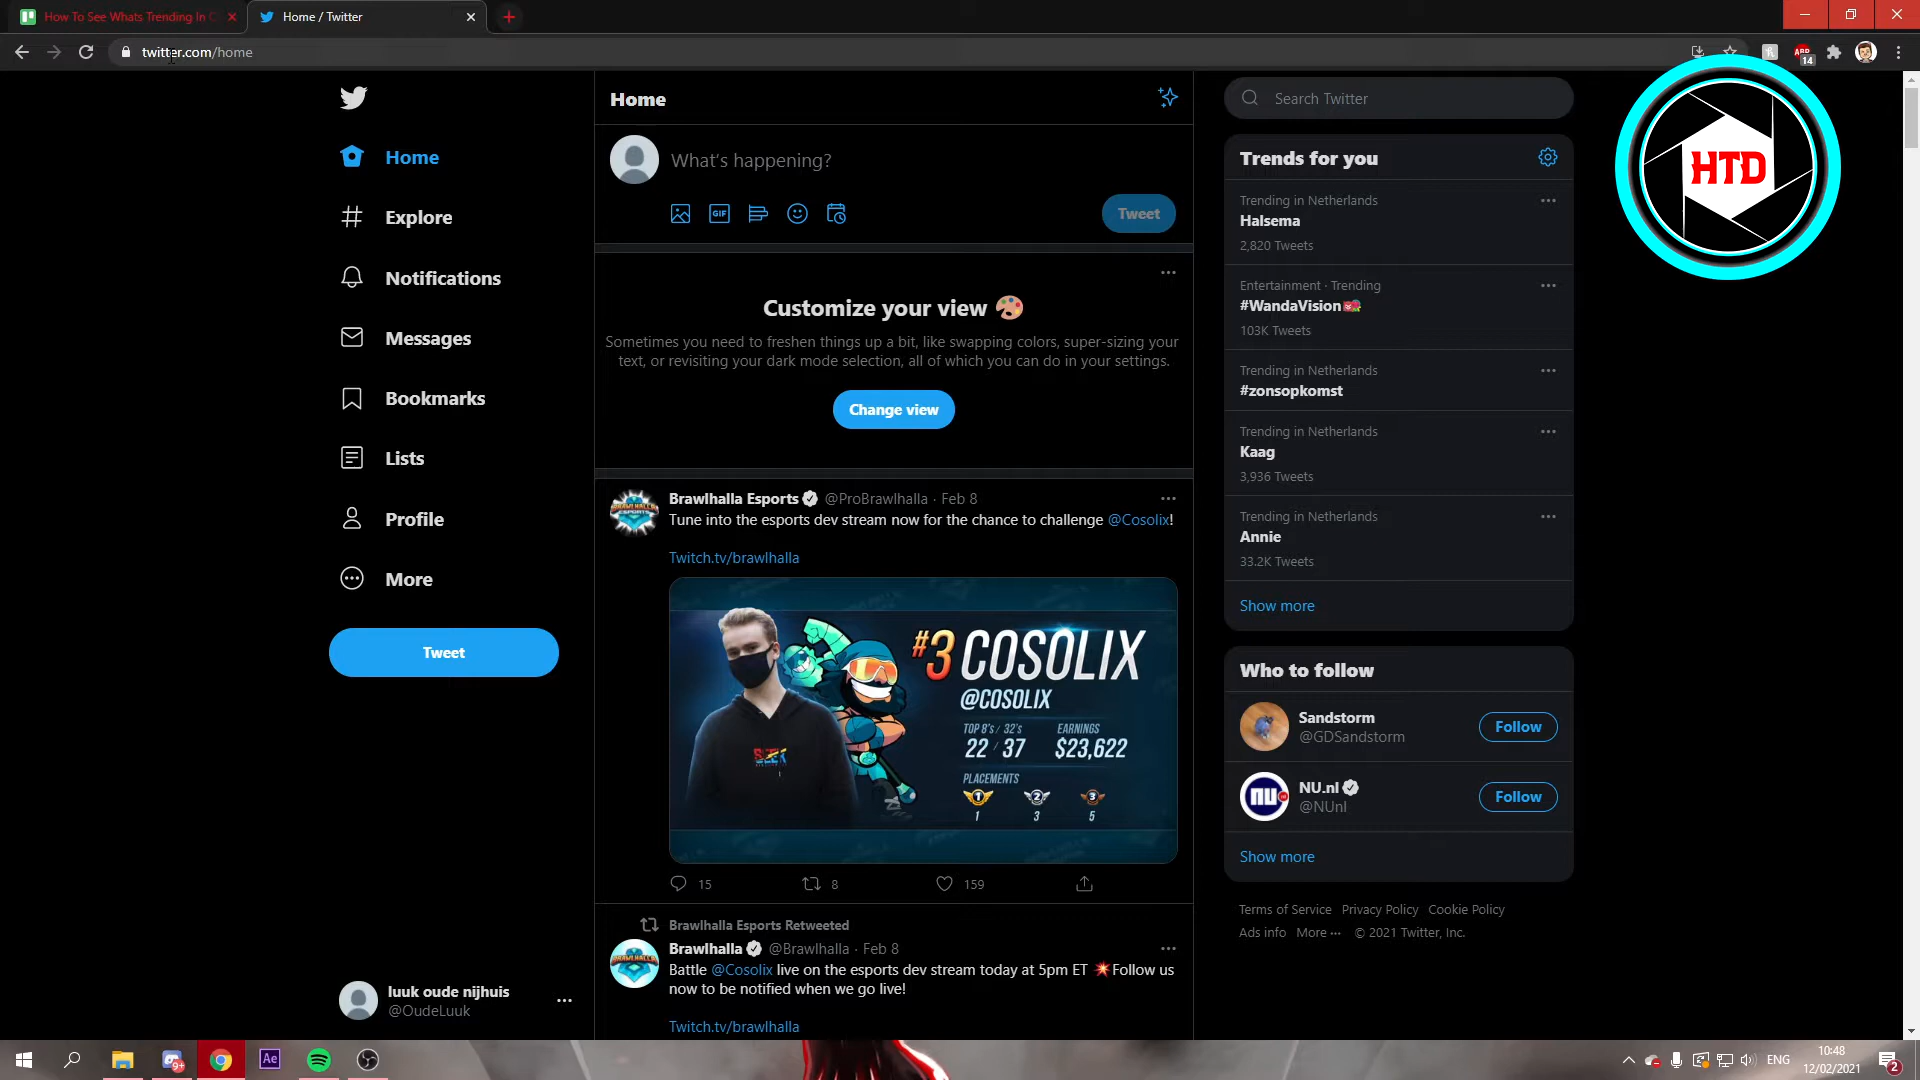 How To See Whats Trending In C
Home / Twitter
twitter.com/home
14
HTD
Home
Explore
Notifications
Messages
Bookmarks
Lists
Profile
More
Tweet
luuk oude nijhuis
@OudeLuuk
Home
What's happening?
GIF
Tweet
Customize your view 🎨
Sometimes you need to freshen things up a bit, like swapping colors, super-sizing your
text, or revisiting your dark mode selection, all of which you can do in your settings.
Change view
Brawlhalla Esports @ProBrawlhalla · Feb 8
Tune into the esports dev stream now for the chance to challenge @Cosolix!
Twitch.tv/brawlhalla
#3 COSOLIX
@COSOLIX
TOP 8's / 32's
EARNINGS
22 / 37
$23,622
PLACEMENTS
1 2 3
1 3 5
15 8 159
Brawlhalla Esports Retweeted
Brawlhalla @Brawlhalla · Feb 8
Battle @Cosolix live on the esports dev stream today at 5pm ET 💥Follow us
now to be notified when we go live!
Twitch.tv/brawlhalla
Search Twitter
Trends for you
Trending in Netherlands
Halsema
2,820 Tweets
Entertainment · Trending
#WandaVision
103K Tweets
Trending in Netherlands
#zonsopkomst
Trending in Netherlands
Kaag
3,936 Tweets
Trending in Netherlands
Annie
33.2K Tweets
Show more
Who to follow
Sandstorm
@GDSandstorm
Follow
NU.nl
@NUnl
Follow
Show more
Terms of Service Privacy Policy Cookie Policy
Ads info More ··· © 2021 Twitter, Inc.
9+
Ae
ENG
10:48
12/02/2021
2